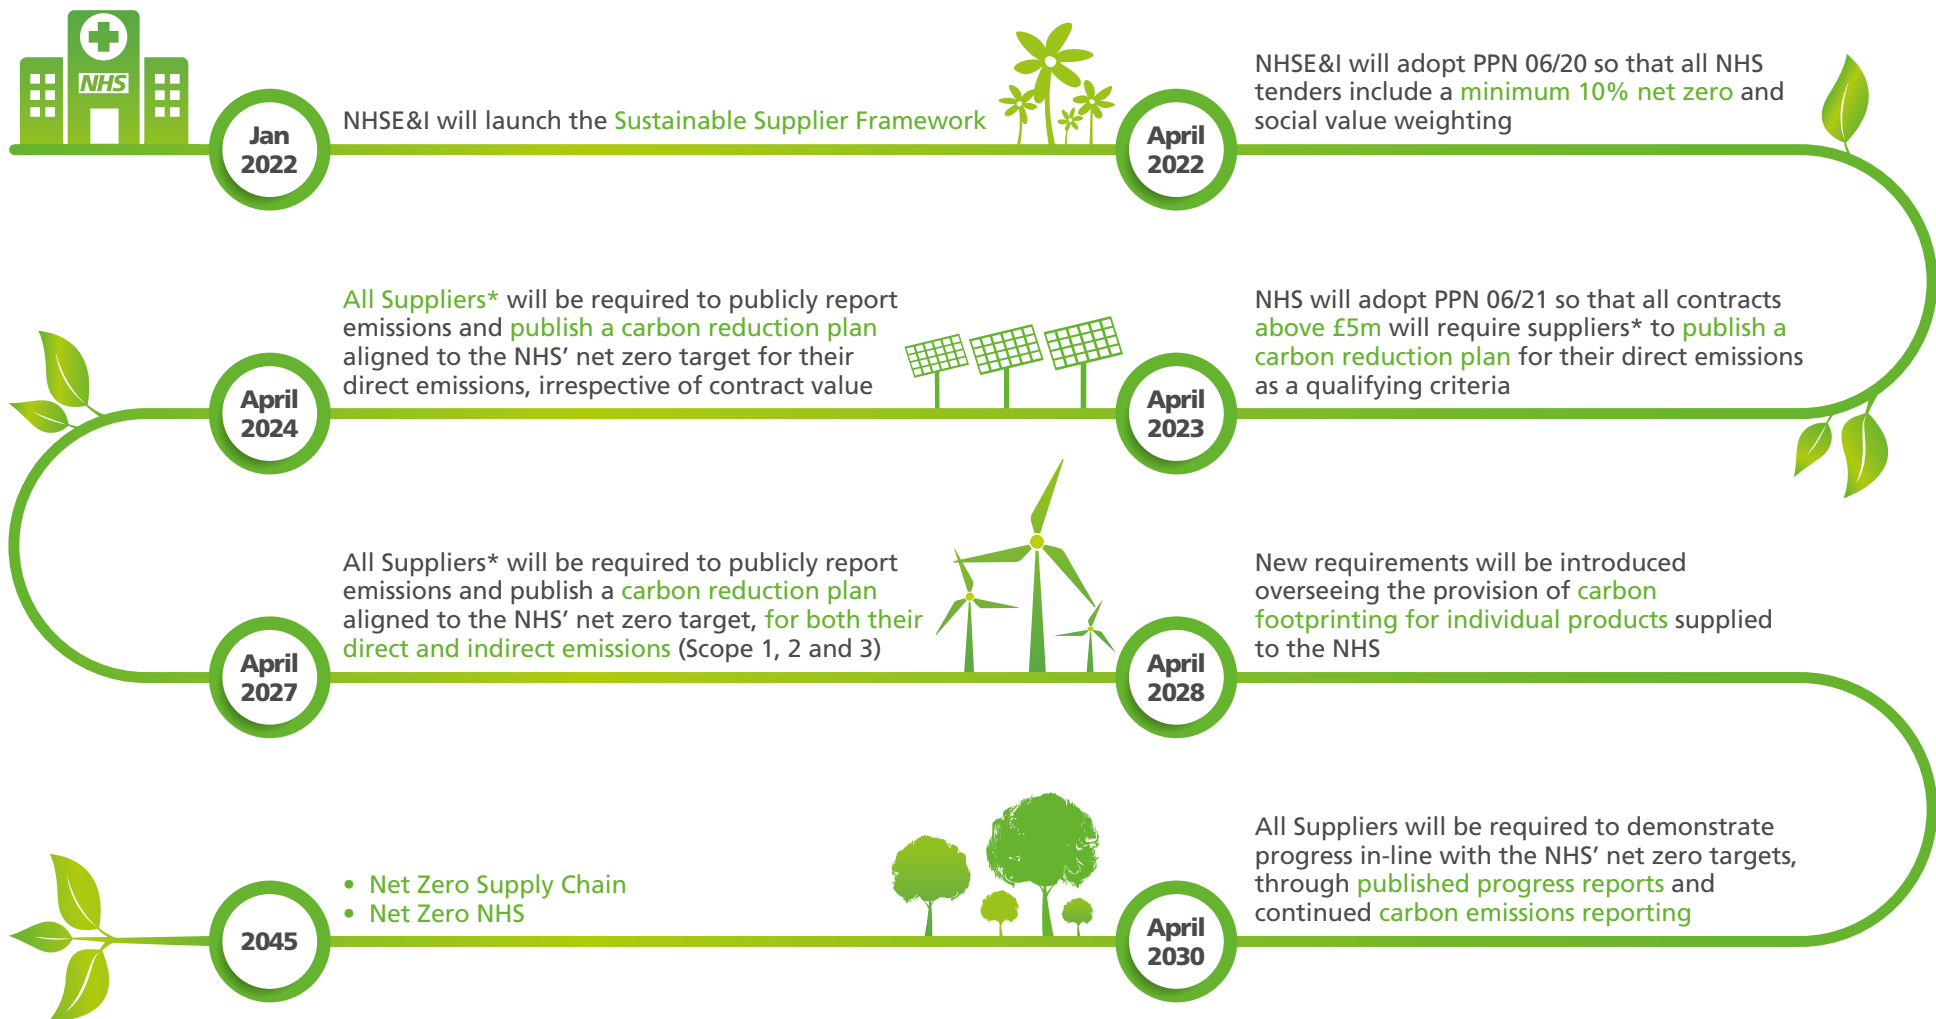 NHS
Jan
2022
NHSE&I will launch the Sustainable Supplier Framework
April
2022
NHSE&I will adopt PPN 06/20 so that all NHS
tenders include a minimum 10% net zero and
social value weighting
April
2023
NHS will adopt PPN 06/21 so that all contracts
above £5m will require suppliers* to publish a
carbon reduction plan for their direct emissions
as a qualifying criteria
April
2024
All Suppliers* will be required to publicly report
emissions and publish a carbon reduction plan
aligned to the NHS’ net zero target for their
direct emissions, irrespective of contract value
April
2027
All Suppliers* will be required to publicly report
emissions and publish a carbon reduction plan
aligned to the NHS’ net zero target, for both their
direct and indirect emissions (Scope 1, 2 and 3)
April
2028
New requirements will be introduced
overseeing the provision of carbon
footprinting for individual products supplied
to the NHS
April
2030
All Suppliers will be required to demonstrate
progress in-line with the NHS’ net zero targets,
through published progress reports and
continued carbon emissions reporting
2045
• Net Zero Supply Chain
• Net Zero NHS